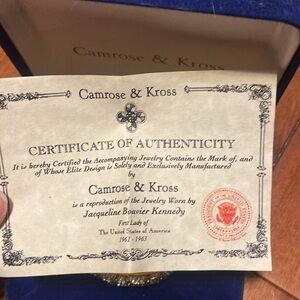 Camrose & Kross
Camrose & Kross
CERTIFICATE OF AUTHENTICITY
It is hereby Certified the Accompanying Jewelry Contains the Mark of, and
of Whose Elite Design is Solely and Exclusively Manufactured
by
Camrose & Kross
is a reproduction of the Jewelry Worn by
Jacqueline Bouvier Kennedy
First Lady of
The United States of America
1961 - 1963